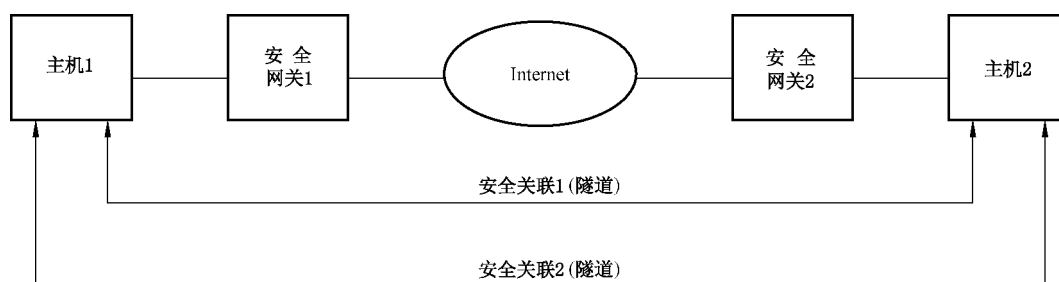 主机1
安 全
网关1
Internet
安 全
网关2
主机2
安全关联1(隧道)
安全关联2(隧道)